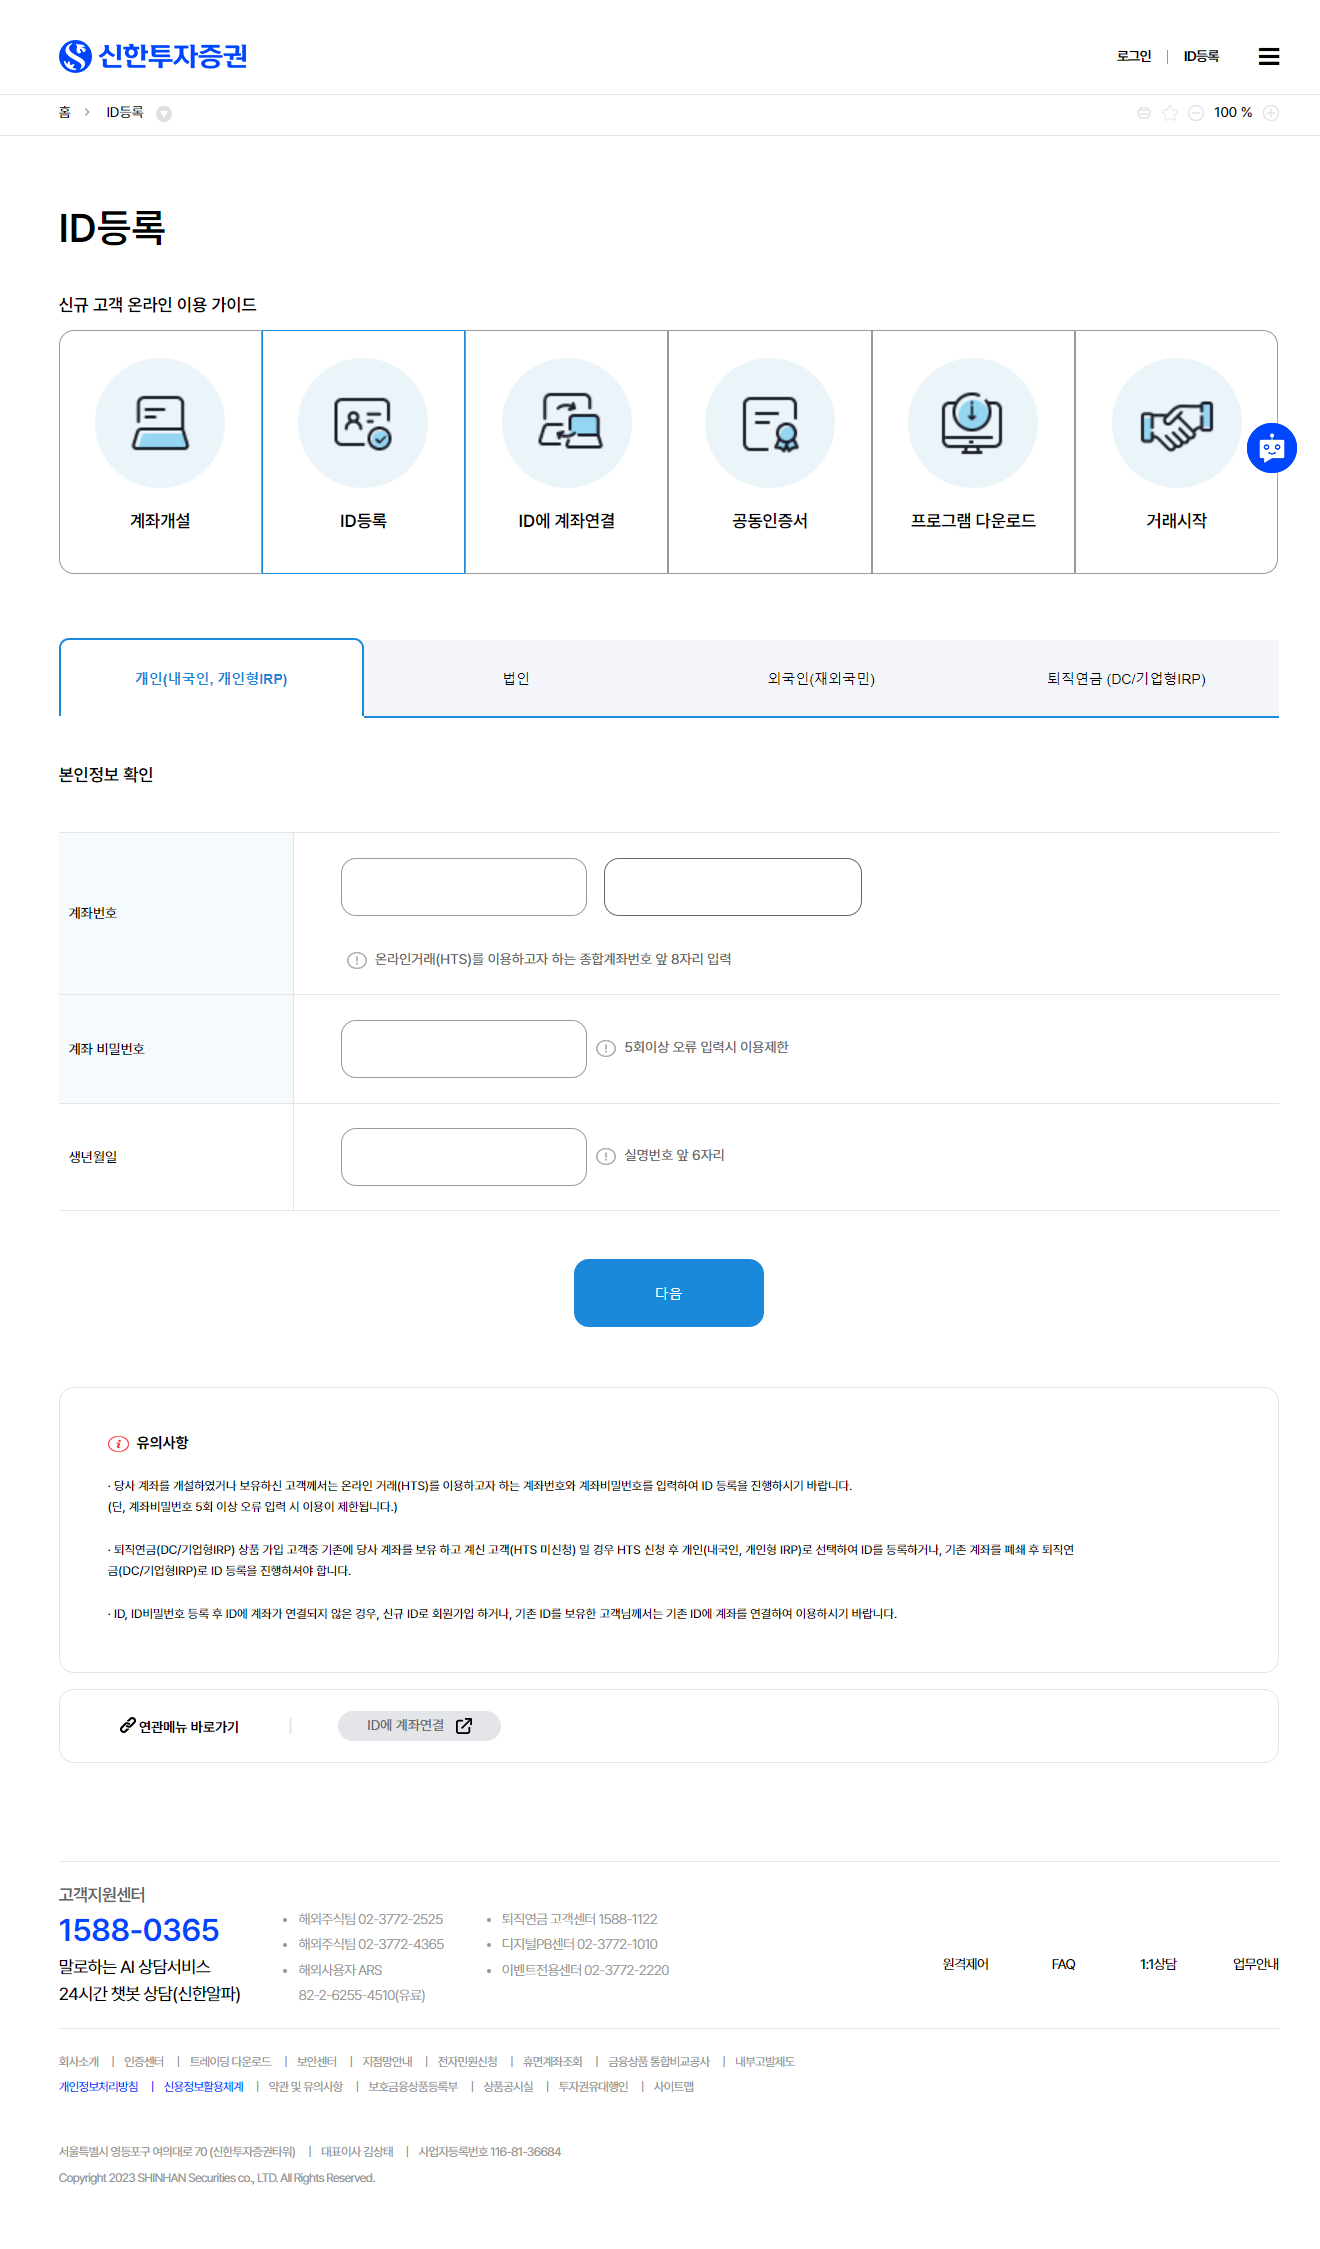 신한투자증권
로그인 | ID등록
홈 > ID등록
100 %
ID등록
신규 고객 온라인 이용 가이드
계좌개설
ID등록
ID에 계좌연결
공동인증서
프로그램 다운로드
거래시작
개인(내국인, 개인형IRP)
법인
외국인(재외국민)
퇴직연금 (DC/기업형IRP)
본인정보 확인
계좌번호
온라인거래(HTS)를 이용하고자 하는 종합계좌번호 앞 8자리 입력
계좌 비밀번호
5회이상 오류 입력시 이용제한
생년월일
실명번호 앞 6자리
다음
유의사항
· 당사 계좌를 개설하였거나 보유하신 고객께서는 온라인 거래(HTS)를 이용하고자 하는 계좌번호와 계좌비밀번호를 입력하여 ID 등록을 진행하시기 바랍니다.
(단, 계좌비밀번호 5회 이상 오류 입력 시 이용이 제한됩니다.)
· 퇴직연금(DC/기업형IRP) 상품 가입 고객중 기존에 당사 계좌를 보유 하고 계신 고객(HTS 미신청) 일 경우 HTS 신청 후 개인(내국인, 개인형 IRP)로 선택하여 ID를 등록하거나, 기존 계좌를 폐쇄 후 퇴직연
금(DC/기업형IRP)로 ID 등록을 진행하셔야 합니다.
· ID, ID비밀번호 등록 후 ID에 계좌가 연결되지 않은 경우, 신규 ID로 회원가입 하거나, 기존 ID를 보유한 고객님께서는 기존 ID에 계좌를 연결하여 이용하시기 바랍니다.
연관메뉴 바로가기 | ID에 계좌연결
고객지원센터
1588-0365
말로하는 AI 상담서비스
24시간 챗봇 상담(신한알파)
• 해외주식팀 02-3772-2525
• 해외주식팀 02-3772-4365
• 해외사용자 ARS
82-2-6255-4510(유료)
• 퇴직연금 고객센터 1588-1122
• 디지털PB센터 02-3772-1010
• 이벤트전용센터 02-3772-2220
원격제어
FAQ
1:1상담
업무안내
회사소개 | 인증센터 | 트레이딩 다운로드 | 보안센터 | 지점망안내 | 전자민원신청 | 휴면계좌조회 | 금융상품 통합비교공사 | 내부고발제도
개인정보처리방침 | 신용정보활용체계 | 약관 및 유의사항 | 보호금융상품등록부 | 상품공시실 | 투자권유대행인 | 사이트맵
서울특별시 영등포구 여의대로 70 (신한투자증권타워) | 대표이사 김상태 | 사업자등록번호 116-81-36684
Copyright 2023 SHINHAN Securities co., LTD. All Rights Reserved.